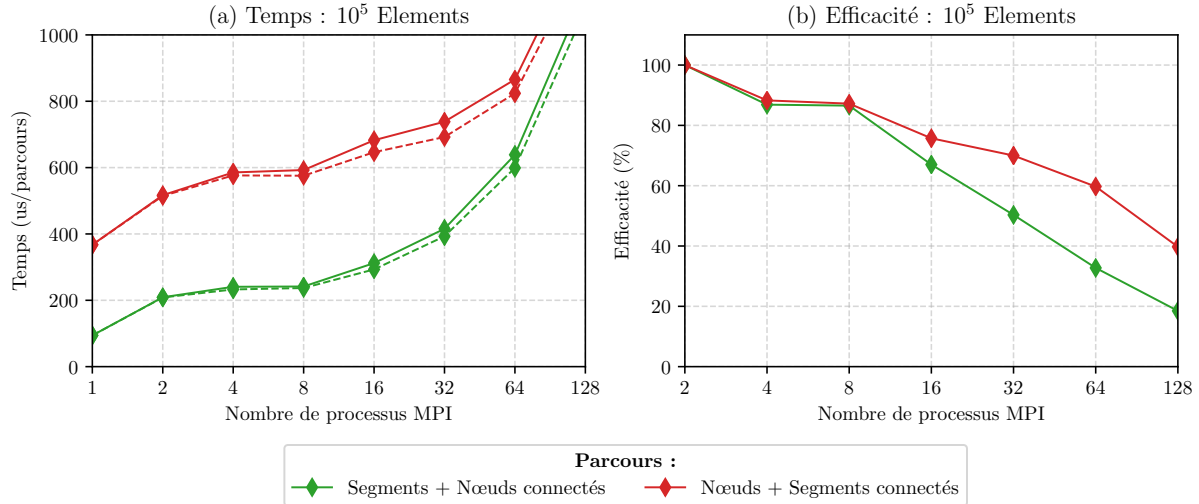 (a) Temps : 10⁵ Elements
1000
800
600
400
200
0
Temps (us/parcours)
1 2 4 8 16 32 64 128
Nombre de processus MPI
(b) Efficacité : 10⁵ Elements
100
80
60
40
20
0
Efficacité (%)
2 4 8 16 32 64 128
Nombre de processus MPI
Parcours :
Segments + Nœuds connectés
Nœuds + Segments connectés